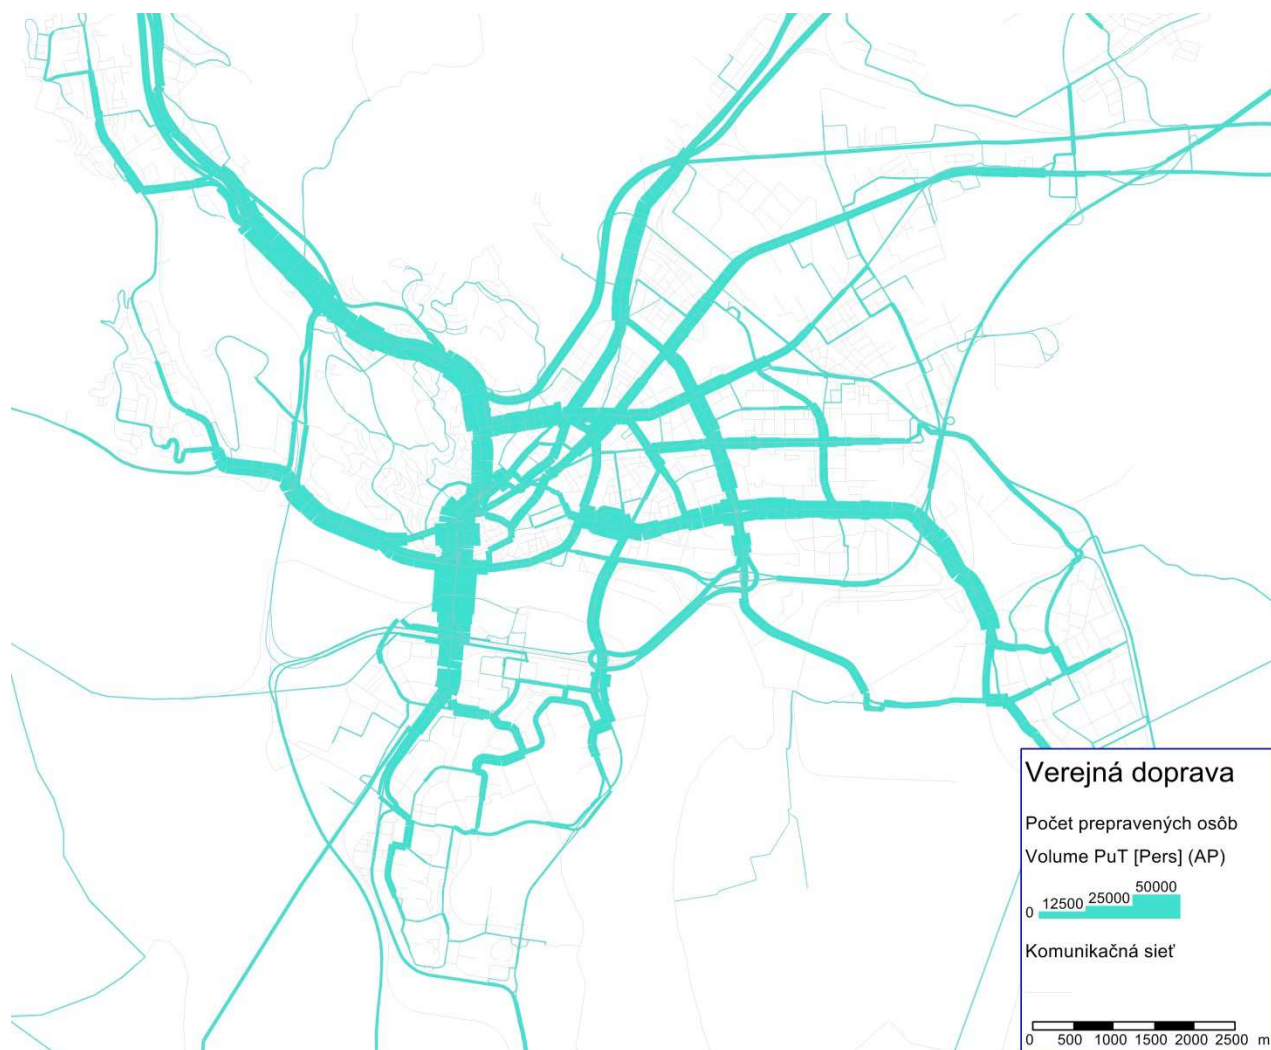 Verejná doprava
Počet prepravených osôb
Volume PuT [Pers] (AP)
0 12500 25000 50000
Komunikačná sieť
0 500 1000 1500 2000 2500 m